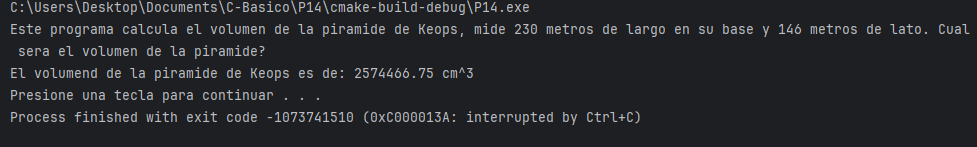 C:\Users\Desktop\Documents\C-Basico\P14\cmake-build-debug\P14.exe
Este programa calcula el volumen de la piramide de Keops, mide 230 metros de largo en su base y 146 metros de lato. Cual
 sera el volumen de la piramide?
El volumend de la piramide de Keops es de: 2574466.75 cm^3
Presione una tecla para continuar . . .
Process finished with exit code -1073741510 (0xC000013A: interrupted by Ctrl+C)